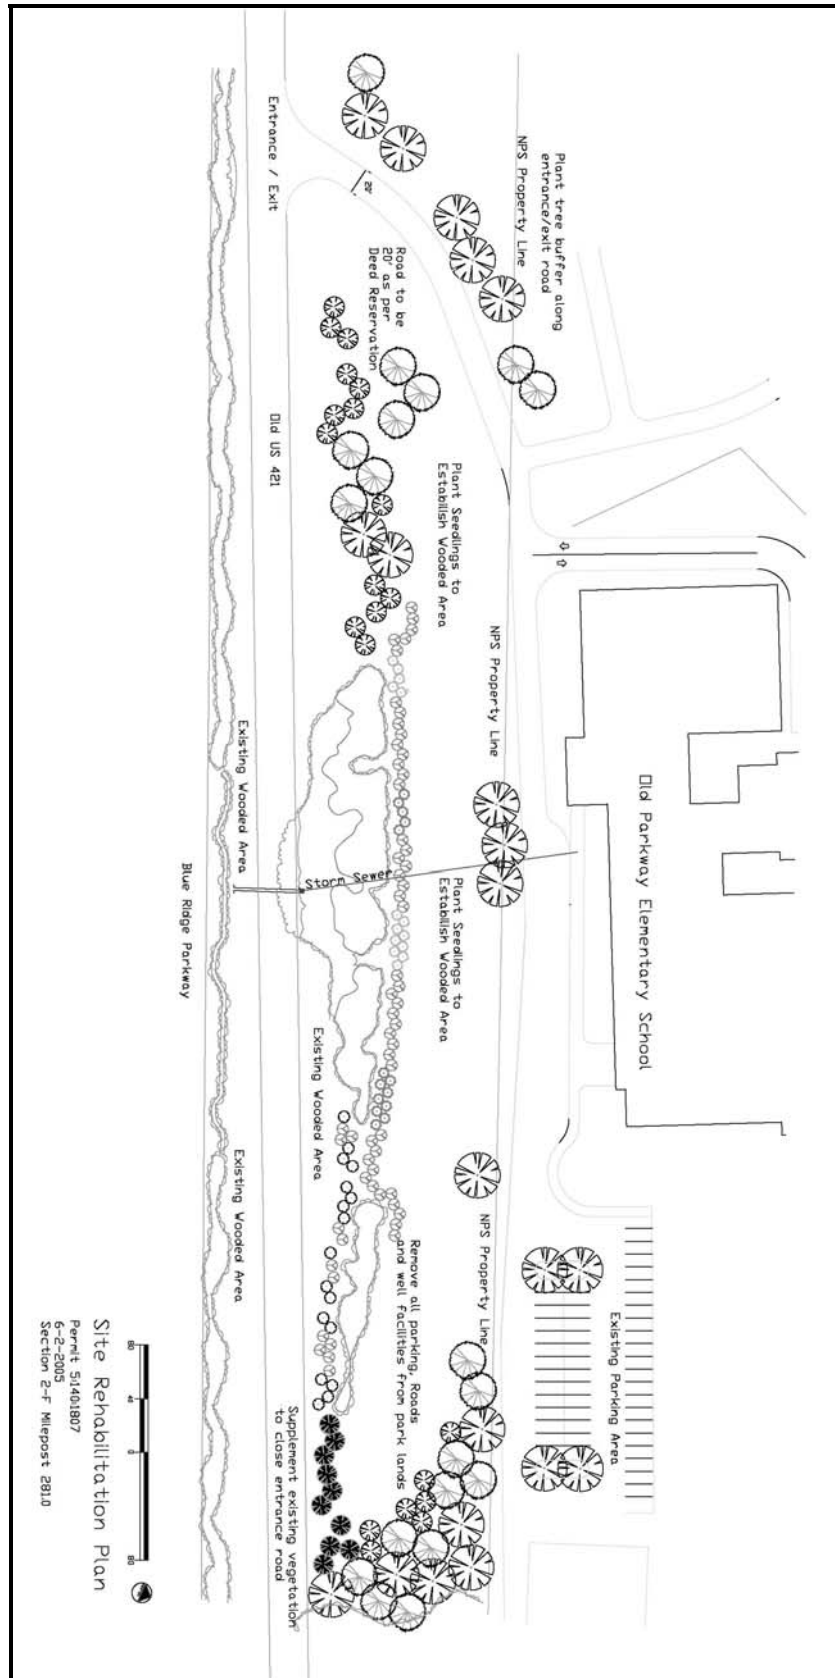 Plant tree buffer along
entrance/exit road
NPS Property Line
Entrance / Exit
20'
Road to be
20' as per
Deed Reservation
Old US 421
Plant Seedlings to
Establish Wooded Area
NPS Property Line
Old Parkway Elementary School
Storm Sewer
Plant Seedlings to
Establish Wooded Area
Existing Wooded Area
Blue Ridge Parkway
Existing Wooded Area
Existing Wooded Area
NPS Property Line
Existing Parking Area
Remove all parking, Roads
and well facilities from park lands
Supplement existing vegetation
to close entrance road
80
40
0
80
Site Rehabilitation Plan
Permit 5:140:1807
6-2-2005
Section 2-F Milepost 281.0